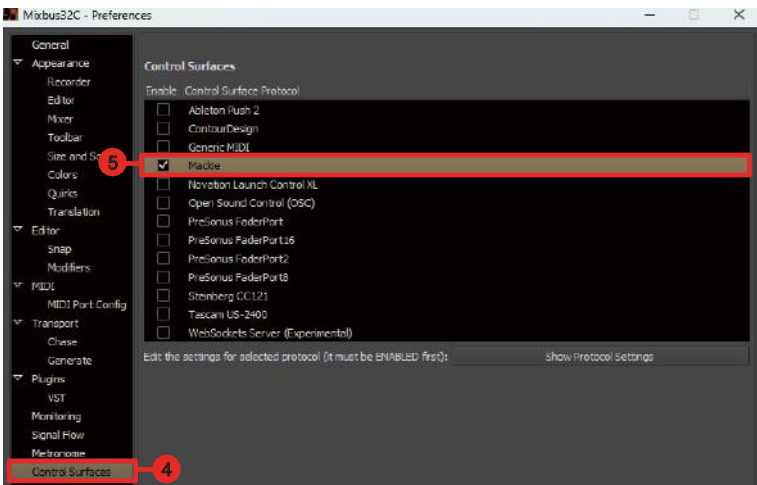 Mixbus32C - Preferences
General
Appearance
Recorder
Editor
Mixer
Toolbar
Size and
Colors
Quirks
Translation
Editor
Snap
Modifiers
MIDI
MIDI Port Config
Transport
Chase
Generate
Plugins
VST
Monitoring
Signal Flow
Metronome
Control Surfaces
4
Control Surfaces
Enable Control Surface Protocol
Ableton Push 2
ContourDesign
Generic MIDI
5
Mackie
Novation Launch Control XL
Open Sound Control (OSC)
PreSonus FaderPort
PreSonus FaderPort16
PreSonus FaderPort2
PreSonus FaderPort8
Steinberg CC121
Tascam US-2400
WebSockets Server (Experimental)
Edit the settings for selected protocol (it must be ENABLED first):
Show Protocol Settings